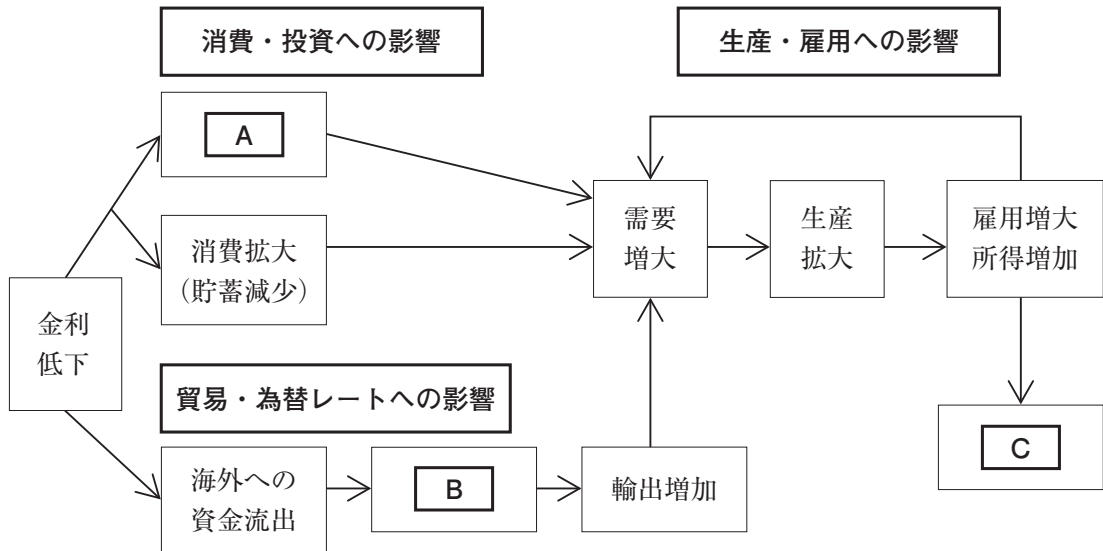 消費・投資への影響
生産・雇用への影響
A
需要
増大
生産
拡大
雇用増大
所得増加
消費拡大
（貯蓄減少）
金利
低下
貿易・為替レートへの影響
海外への
資金流出
B
輸出増加
C